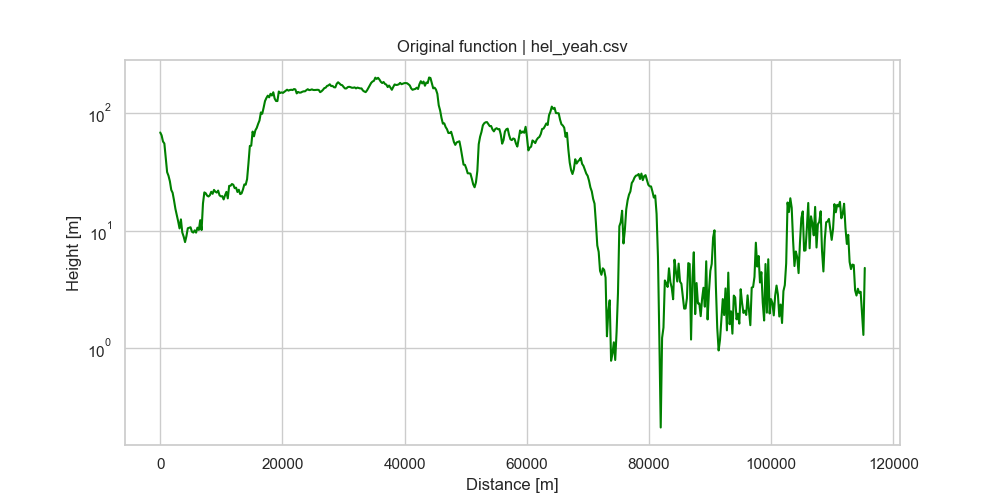 Original function | hel_yeah.csv
Height [m]
10^2
10^1
10^0
0 20000 40000 60000 80000 100000 120000
Distance [m]